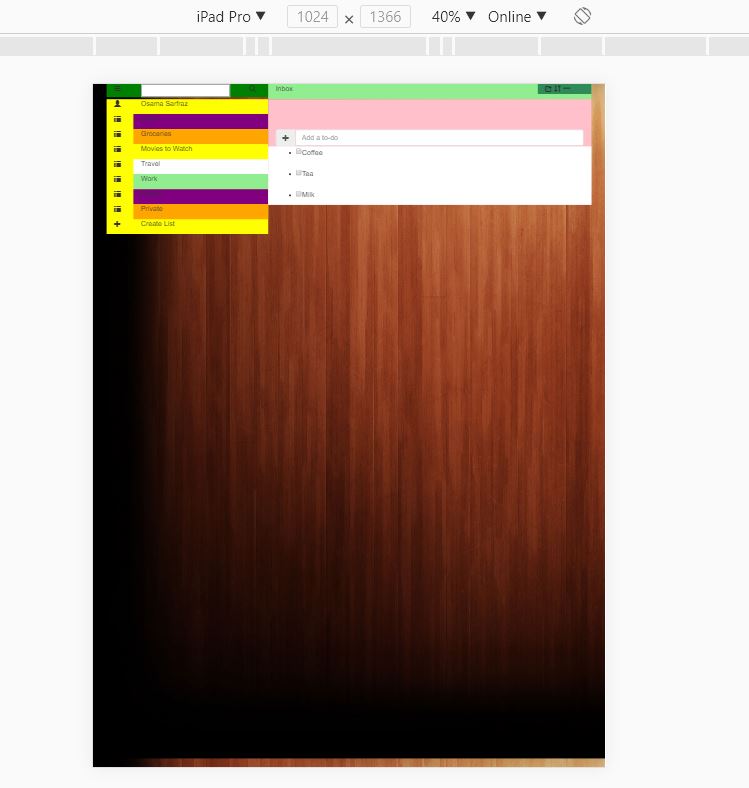 iPad Pro ▼ 1024 × 1366 40% ▼ Online ▼
Inbox
Osama Sarfraz
Groceries
Movies to Watch
Travel
Work
Private
Create List
Add a to-do
Coffee
Tea
Milk